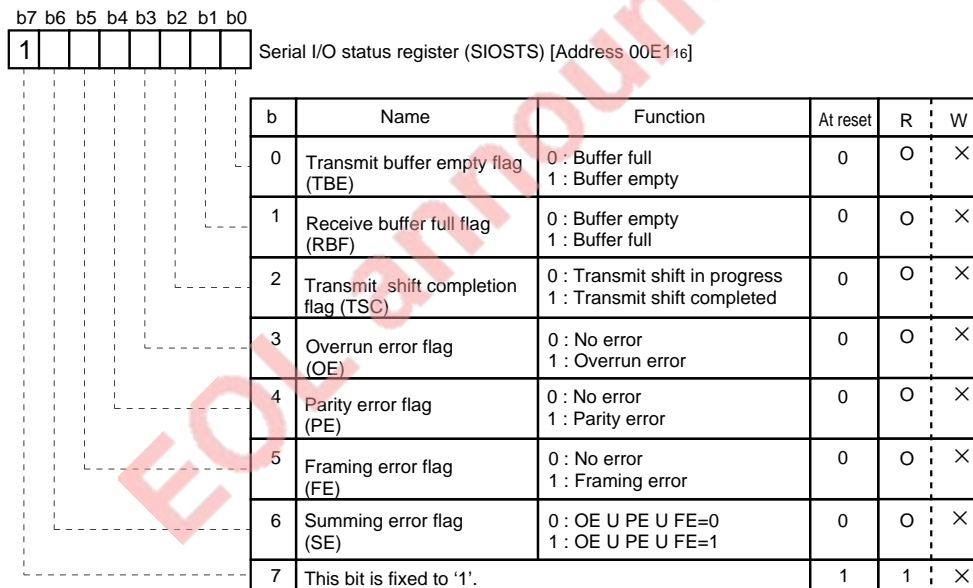 b7 b6 b5 b4 b3 b2 b1 b0
1
Serial I/O status register (SIOSTS) [Address 00E116]
b Name Function At reset R W
0 Transmit buffer empty flag (TBE) 0 : Buffer full 0 O ×
1 : Buffer empty
1 Receive buffer full flag (RBF) 0 : Buffer empty 0 O ×
1 : Buffer full
2 Transmit shift completion flag (TSC) 0 : Transmit shift in progress 0 O ×
1 : Transmit shift completed
3 Overrun error flag (OE) 0 : No error 0 O ×
1 : Overrun error
4 Parity error flag (PE) 0 : No error 0 O ×
1 : Parity error
5 Framing error flag (FE) 0 : No error 0 O ×
1 : Framing error
6 Summing error flag (SE) 0 : OE U PE U FE=0 0 O ×
1 : OE U PE U FE=1
7 This bit is fixed to ‘1’. 1 1 ×
EOL announ